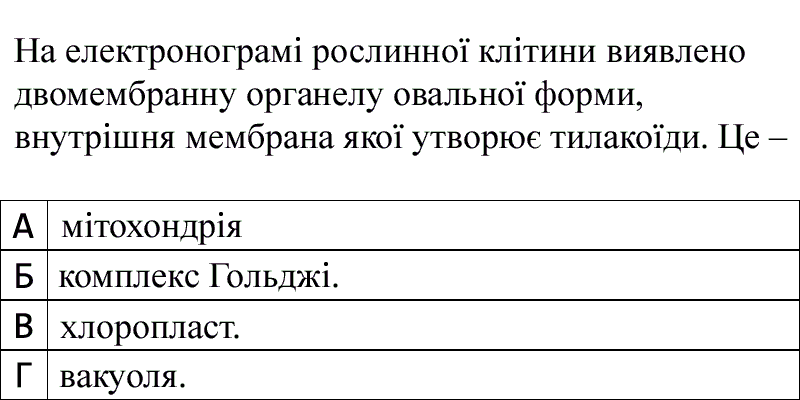 На електронограмі рослинної клітини виявлено
двомембранну органелу овальної форми,
внутрішня мембрана якої утворює тилакоїди. Це –
А мітохондрія
Б комплекс Гольджі.
В хлоропласт.
Г вакуоля.